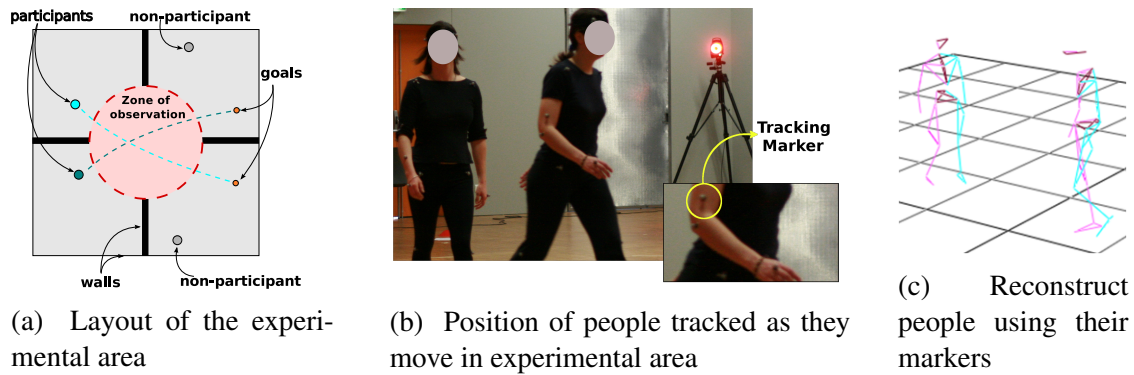 participants
non-participant
goals
Zone of
observation
walls
non-participant
(a) Layout of the experi-
mental area
Tracking
Marker
(b) Position of people tracked as they
move in experimental area
(c) Reconstruct
people using their
markers